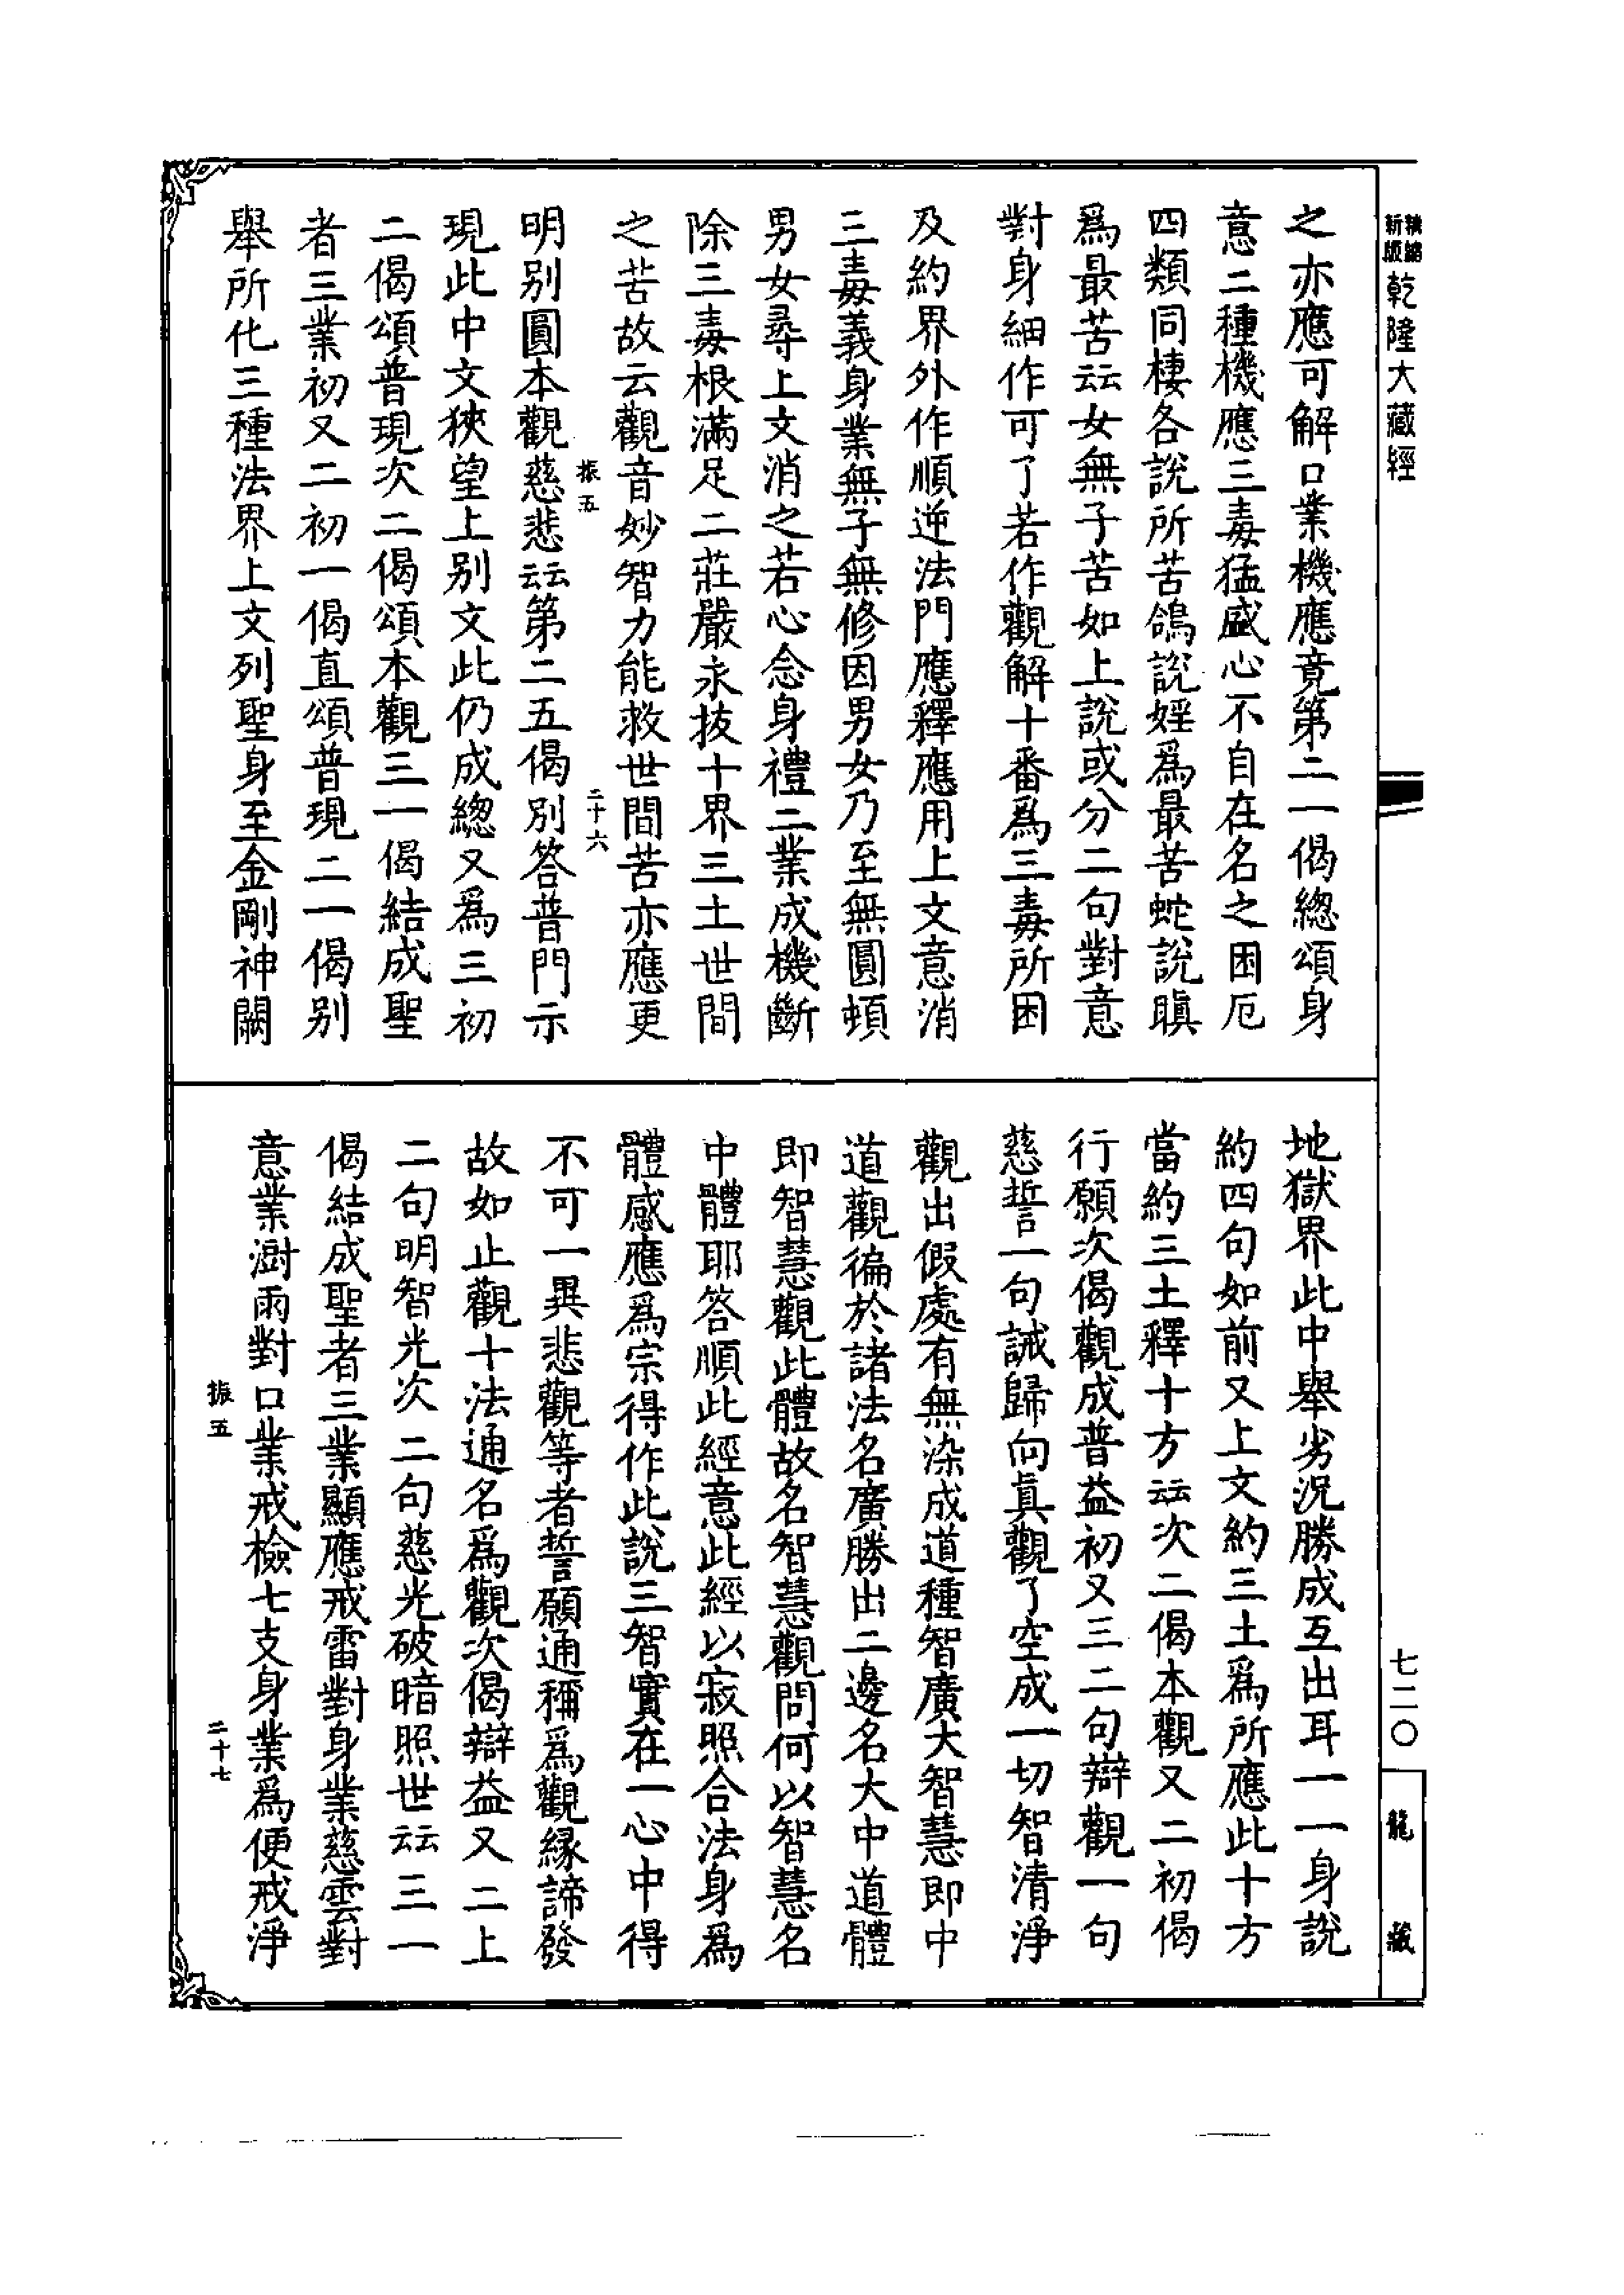 精縮新版乾隆大藏經
之亦應可解口業機應竟第二一偈總頌身
意二種機應三毒猛盛心不自在名之困厄
四類同棲各說所苦鴿說婬爲最苦蛇說瞋
爲最苦云云女無子苦如上說或分二句對意
對身細作可了若作觀解十番爲三毒所困
及約界外作順逆法門應釋應用上文意消
三毒義身業無子無修因男女乃至無圓頓
男女尋上文消之若心念身禮二業成機斷
除三毒根滿足二莊嚴永拔十界三土世間
之苦故云觀音妙智力能救世間苦亦應更
振五
二十六
明別圓本觀慈悲云云第二五偈別答普門示
現此中文狹望上別文此仍成總又爲三初
二偈頌普現次二偈頌本觀三一偈結成聖
者三業初又二初一偈直頌普現二一偈別
舉所化三種法界上文列聖身至金剛神闕
地獄界此中舉劣況勝成互出耳一一身說
約四句如前又上文約三土爲所應此十方
當約三土釋十方云云次二偈本觀又二初偈
行願次偈觀成普益初又三二句辯觀一句
慈誓一句誡歸向眞觀了空成一切智清淨
觀出假處有無染成道種智廣大智慧即中
道觀徧於諸法名廣勝出二邊名大中道體
即智慧觀此體故名智慧觀問何以智慧名
中體耶答順此經意此經以寂照合法身爲
體感應爲宗得作此說三智實在一心中得
不可一異悲觀等者誓願通稱爲觀緣諦發
故如止觀十法通名爲觀次偈辯益又二上
二句明智光次二句慈光破暗照世云云三一
偈結成聖者三業顯應戒雷對身業慈雲對
意業澍雨對口業戒檢七支身業爲便戒淨
振五
二十七
七二〇
龍藏